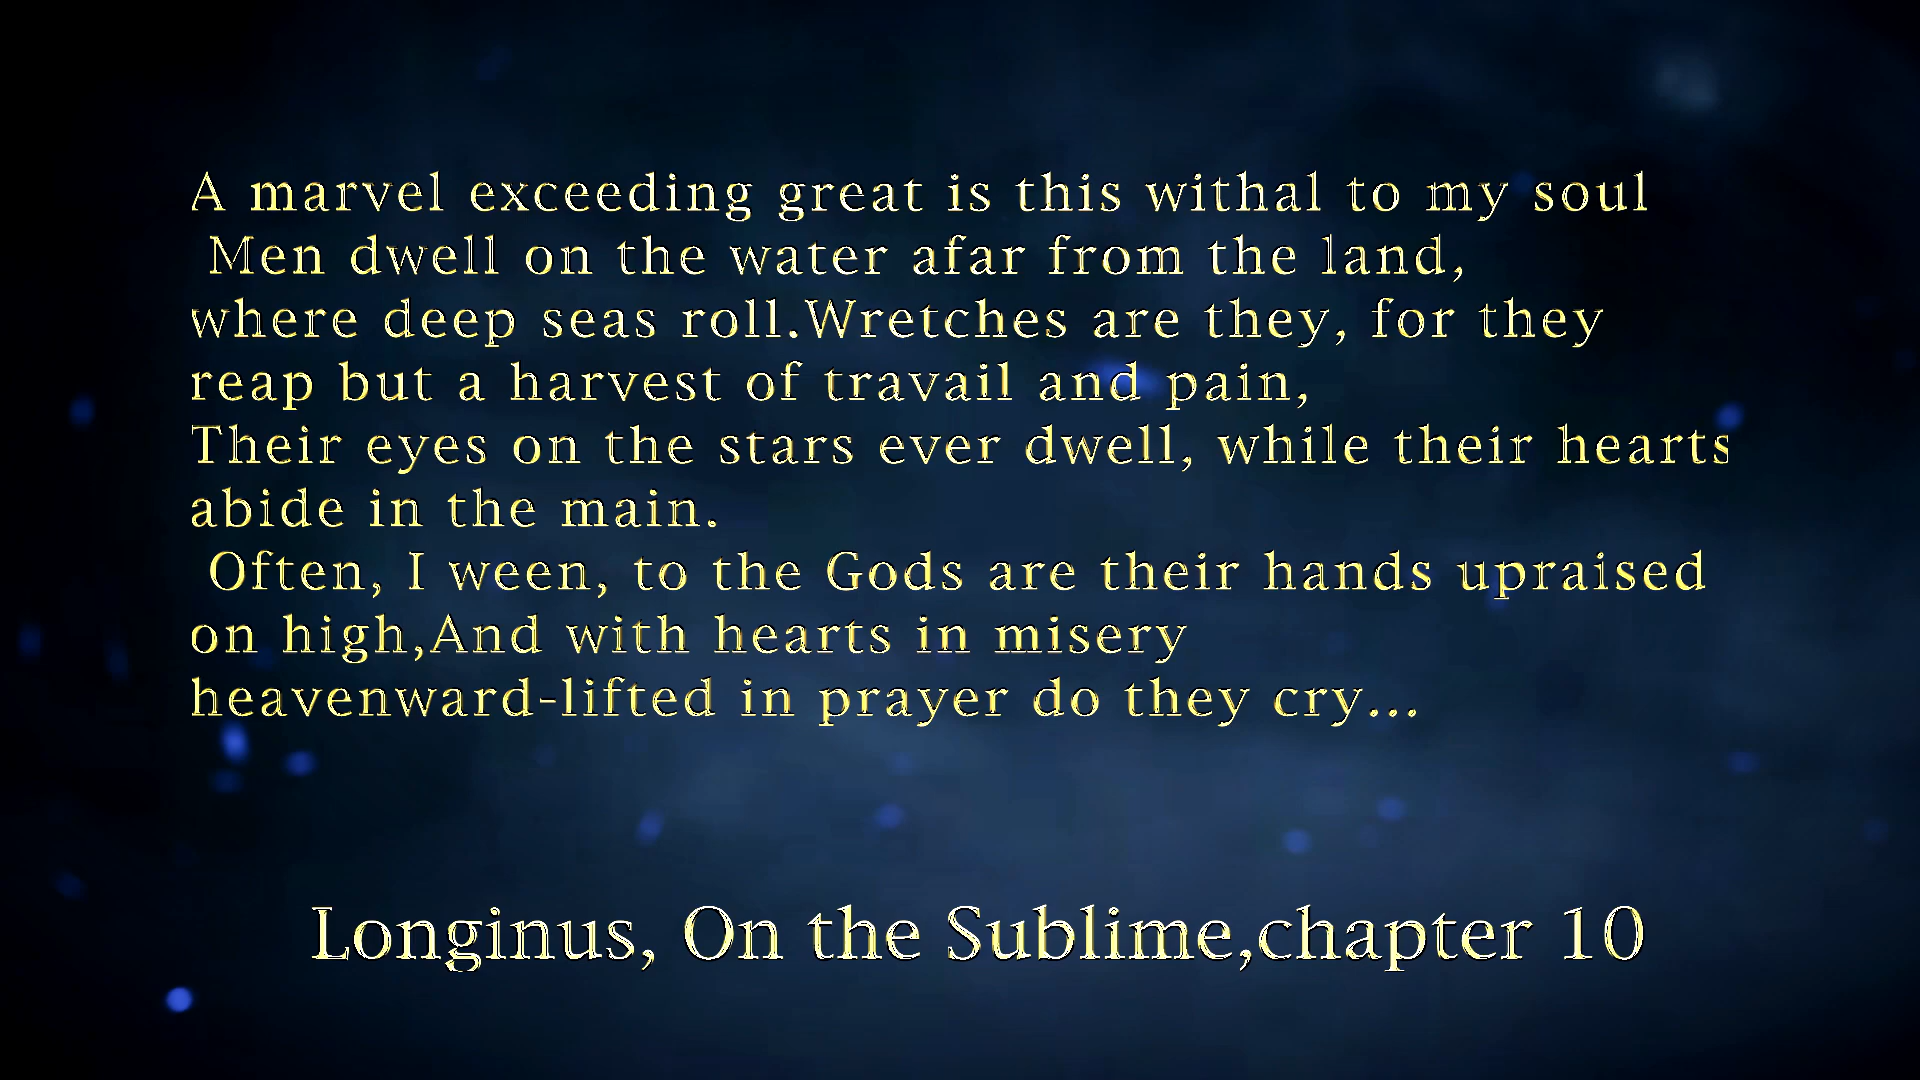 A marvel exceeding great is this withal to my soul
Men dwell on the water afar from the land,
where deep seas roll.Wretches are they, for they
reap but a harvest of travail and pain,
Their eyes on the stars ever dwell, while their hearts
abide in the main.
Often, I ween, to the Gods are their hands upraised
on high,And with hearts in misery
heavenward-lifted in prayer do they cry...
Longinus, On the Sublime,chapter 10